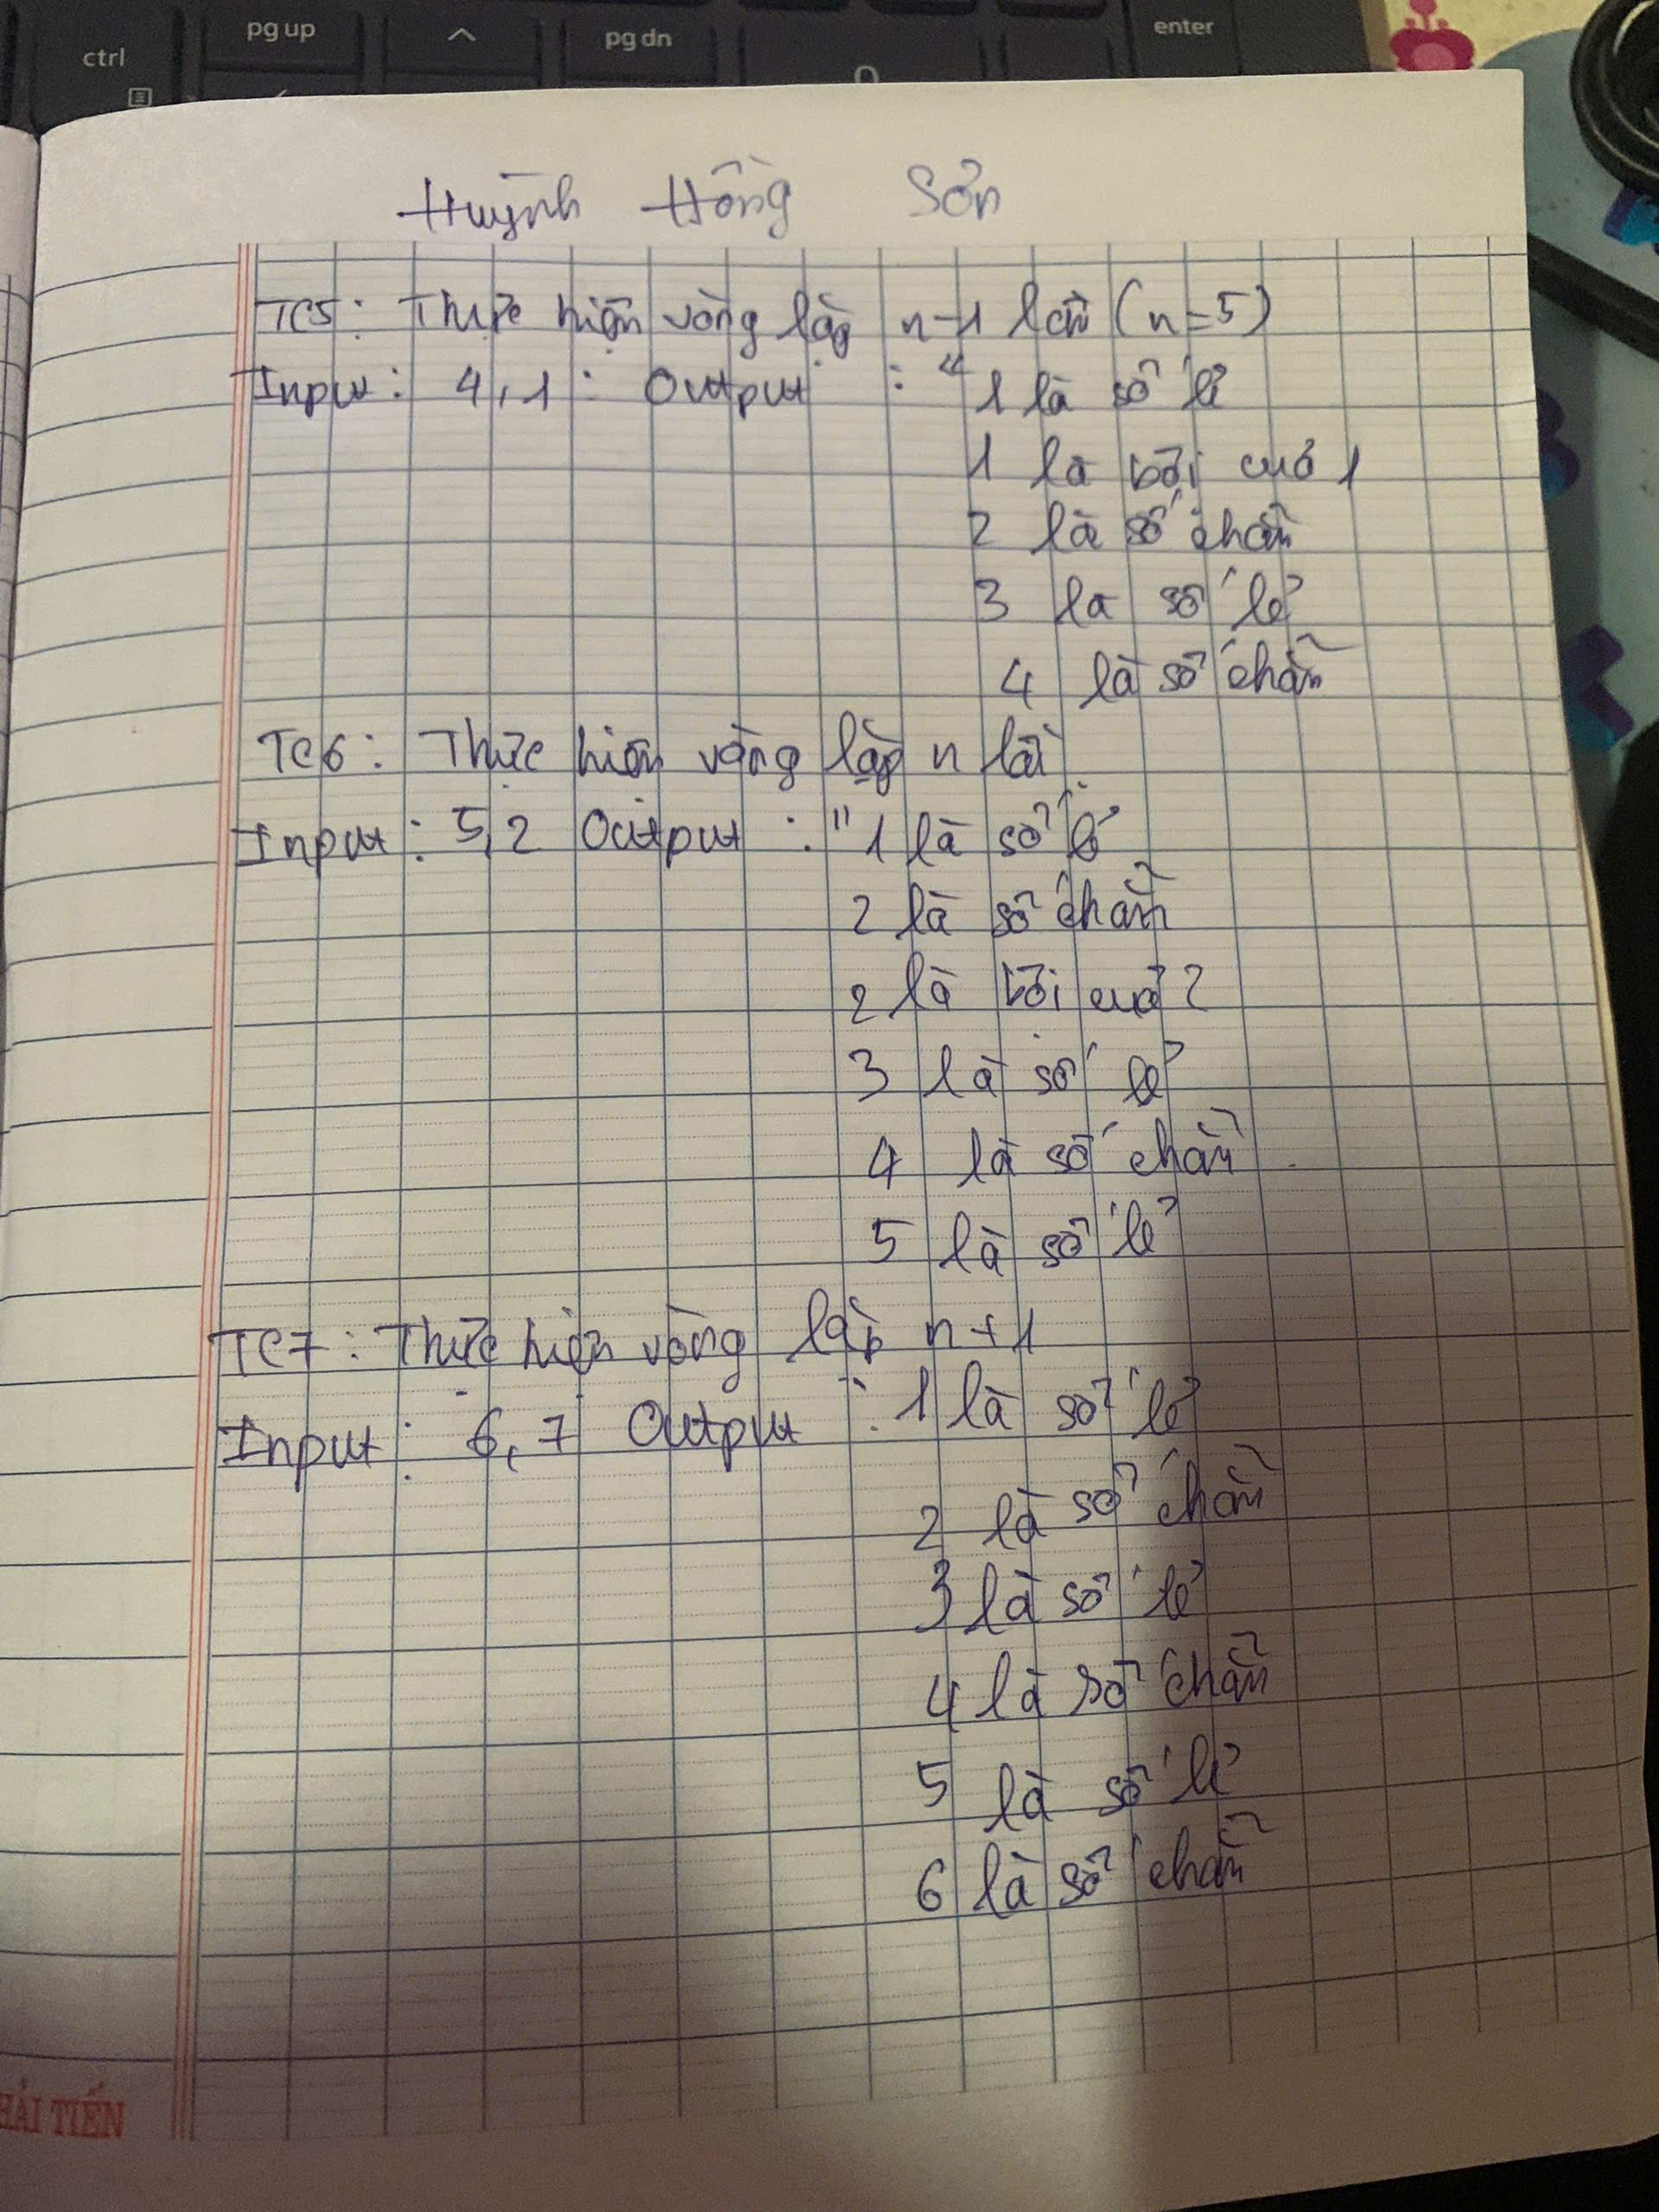 ctrl
pg up
pg dn
enter
Huỳnh Hồng Sơn
TC5: Thực hiện vòng lặp n-1 lần (n=5)
Input: 4,1 : Output : "1 là số lẻ
1 là bội của 1
2 là số chẵn
3 là số lẻ
4 là số chẵn
TC6: Thực hiện vòng lặp n lần
Input: 5,2 Output : "1 là số lẻ
2 là số chẵn
2 là bội của 2
3 là số lẻ
4 là số chẵn
5 là số lẻ
TC7: Thực hiện vòng lặp n+1
Input: 6,7 Output : 1 là số lẻ
2 là số chẵn
3 là số lẻ
4 là số chẵn
5 là số lẻ
6 là số chẵn
HẢI TIẾN